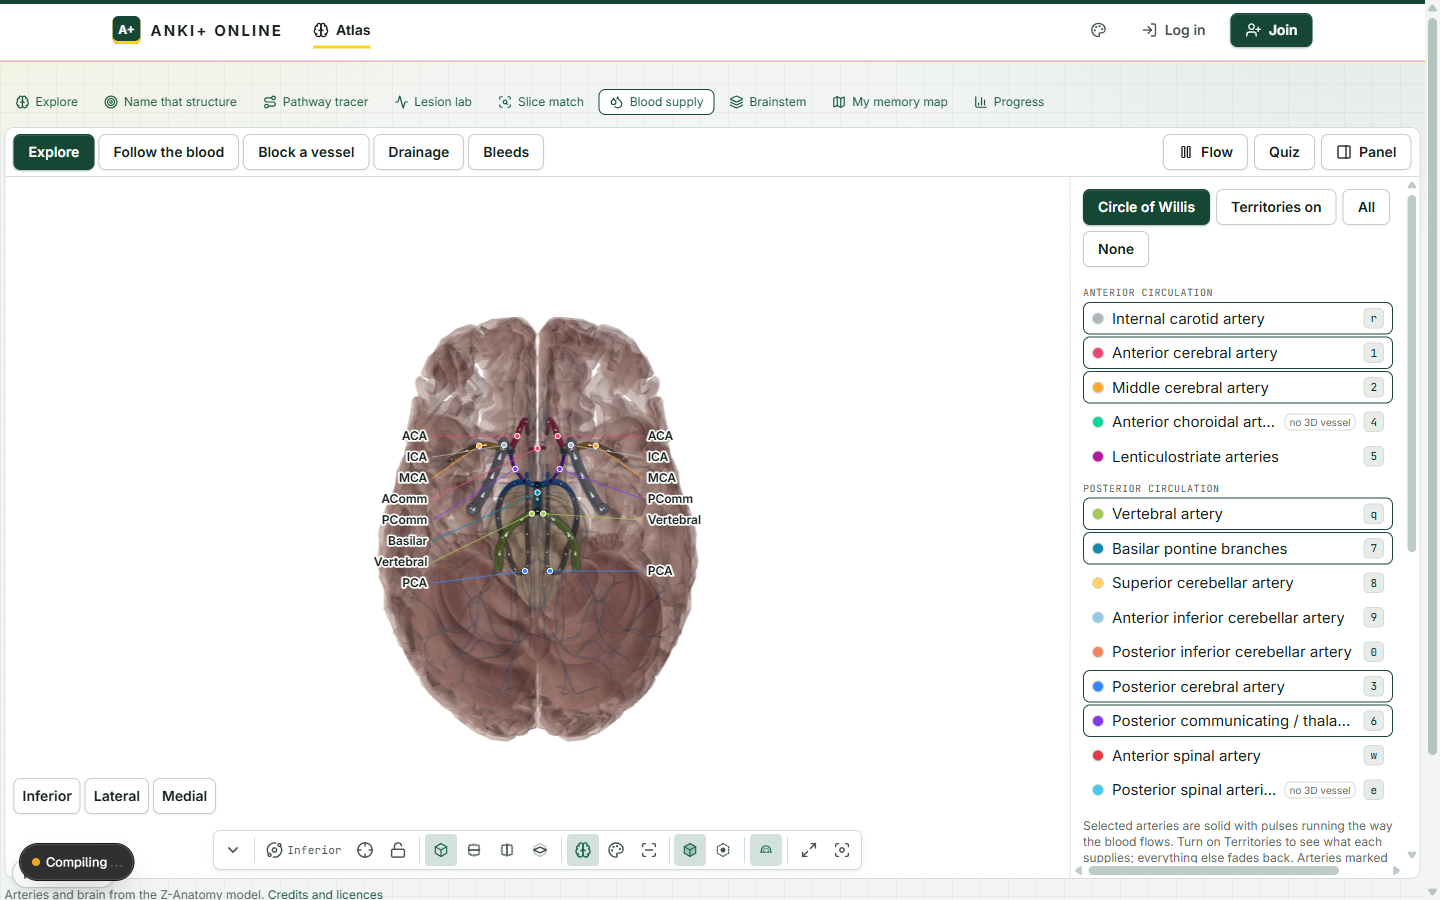 A+ ANKI+ ONLINE Atlas Log in Join
Explore Name that structure Pathway tracer Lesion lab Slice match Blood supply Brainstem My memory map Progress
Explore Follow the blood Block a vessel Drainage Bleeds Flow Quiz Panel
Circle of Willis Territories on All
None
ANTERIOR CIRCULATION
Internal carotid artery r
Anterior cerebral artery 1
Middle cerebral artery 2
Anterior choroidal art... no 3D vessel 4
Lenticulostriate arteries 5
POSTERIOR CIRCULATION
Vertebral artery q
Basilar pontine branches 7
Superior cerebellar artery 8
Anterior inferior cerebellar artery 9
Posterior inferior cerebellar artery 0
Posterior cerebral artery 3
Posterior communicating / thala... 6
Anterior spinal artery w
Posterior spinal arteri... no 3D vessel e
Selected arteries are solid with pulses running the way
the blood flows. Turn on Territories to see what each
supplies; everything else fades back. Arteries marked
ACA ACA
ICA ICA
MCA MCA
AComm PComm
PComm Vertebral
Basilar
Vertebral
PCA PCA
Inferior Lateral Medial
Inferior
Compiling ...
Arteries and brain from the Z-Anatomy model. Credits and licences